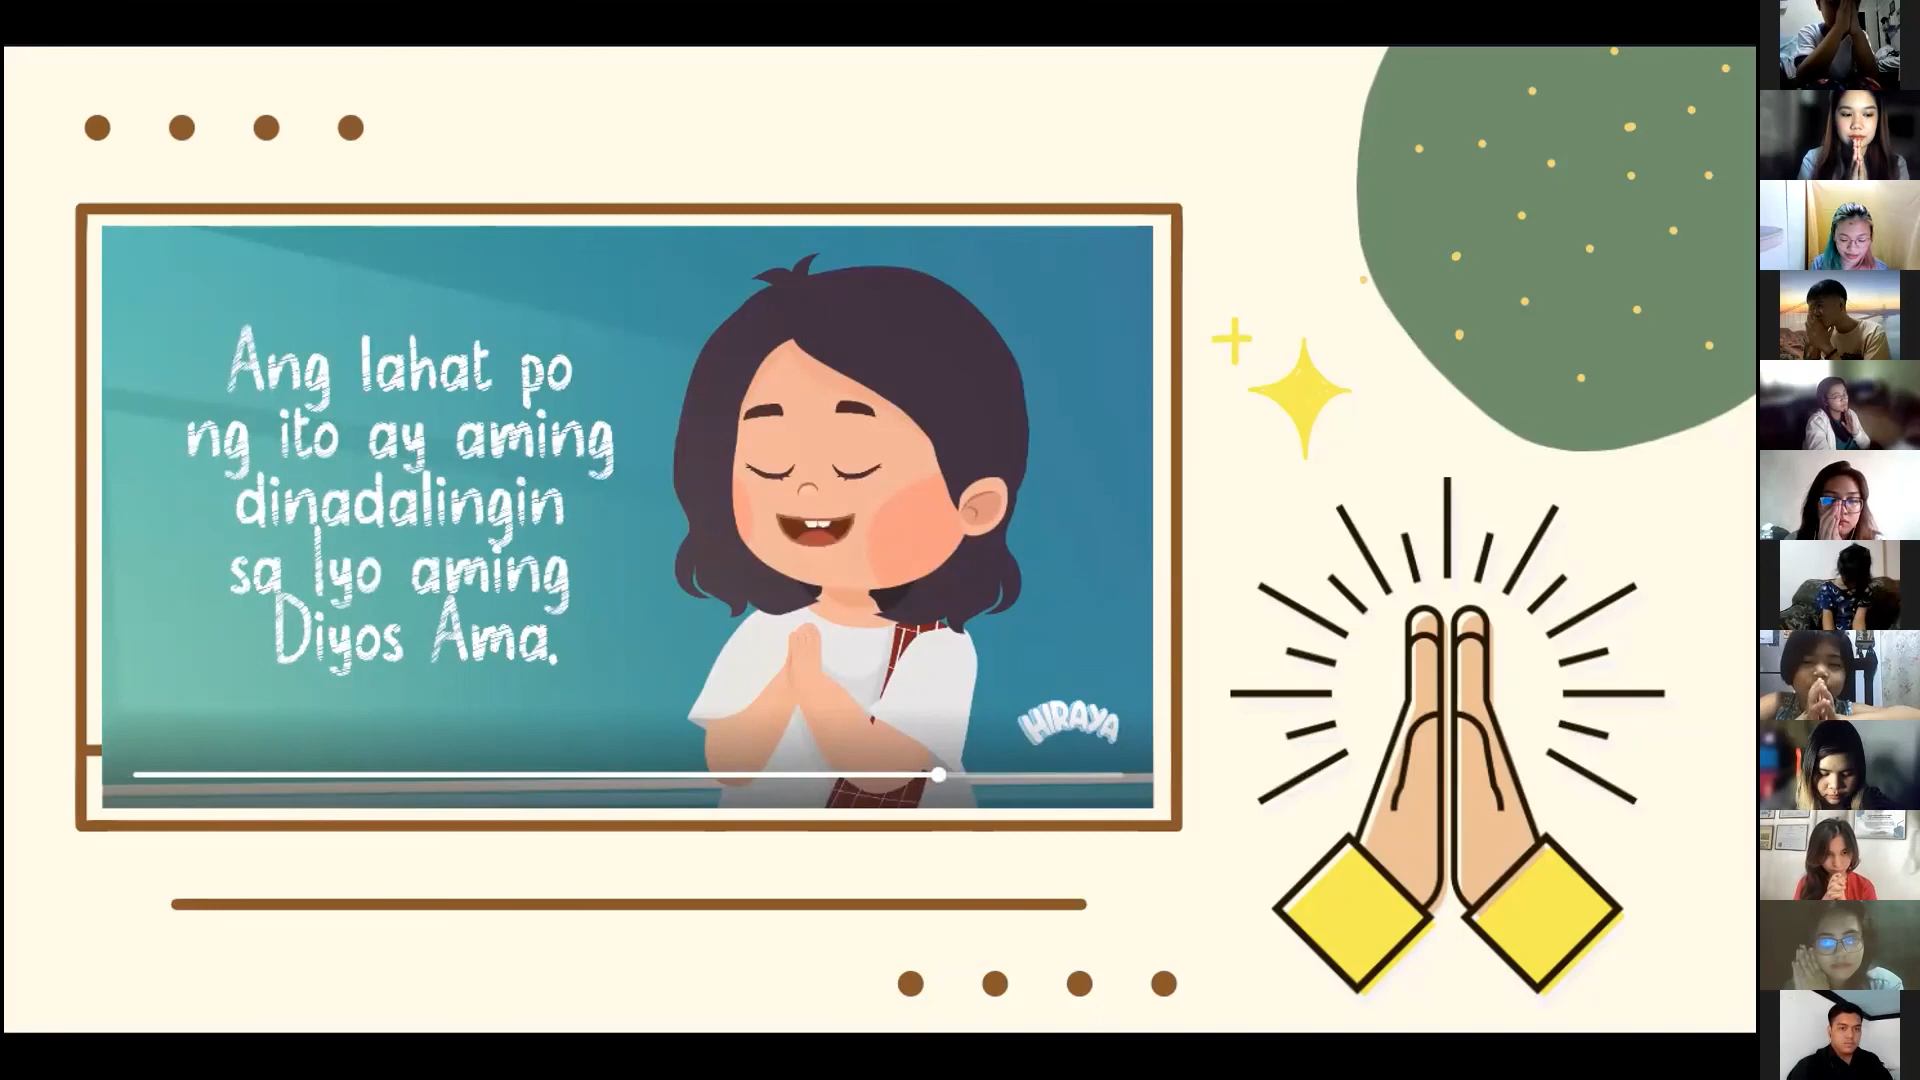 Ang lahat po
ng ito ay aming
dinadalingin
sa Iyo aming
Diyos Ama.
HIRAYA